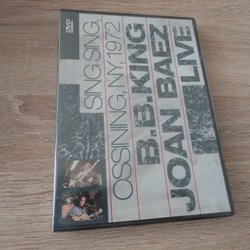 DVD
SING SING,
OSSINING, NY, 1972
B.B.KING
JOAN BAEZ
LIVE